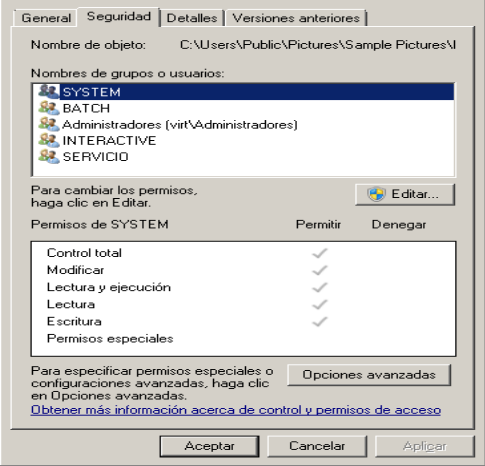 General Seguridad Detalles Versiones anteriores
Nombre de objeto: C:\Users\Public\Pictures\Sample Pictures\
Nombres de grupos o usuarios:
SYSTEM
BATCH
Administradores (virt\Administradores)
INTERACTIVE
SERVICIO
Para cambiar los permisos,
haga clic en Editar.
Editar...
Permisos de SYSTEM Permitir Denegar
Control total
Modificar
Lectura y ejecución
Lectura
Escritura
Permisos especiales
Para especificar permisos especiales o
configuraciones avanzadas, haga clic
en Opciones avanzadas.
Opciones avanzadas
Obtener más información acerca de control y permisos de acceso
Aceptar Cancelar Aplicar